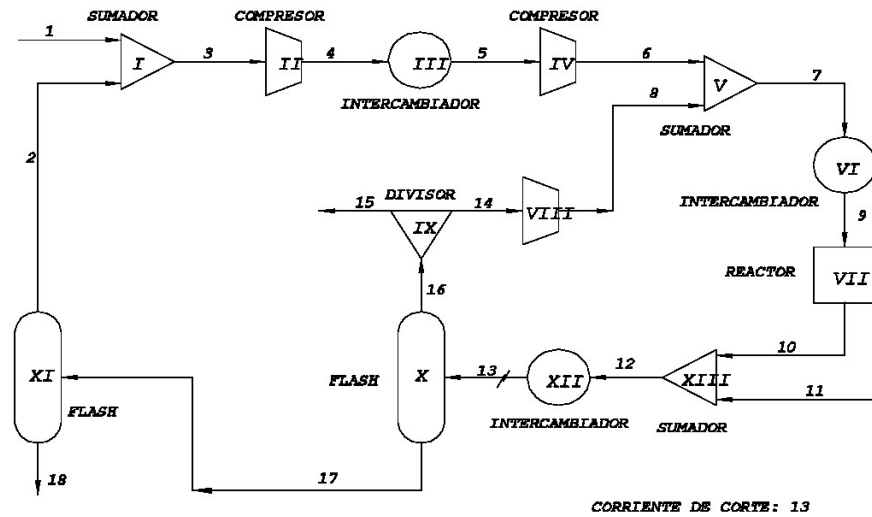 1
SUMADOR
COMPRESOR
COMPRESOR
I
3
II
4
III
5
IV
6
V
7
INTERCAMBIADOR
8
SUMADOR
2
VI
INTERCAMBIADOR
15
DIVISOR
14
VIII
IX
9
REACTOR
VII
16
10
XI
FLASH
FLASH
X
13
XII
12
XIII
11
INTERCAMBIADOR
SUMADOR
17
18
CORRIENTE DE CORTE: 13